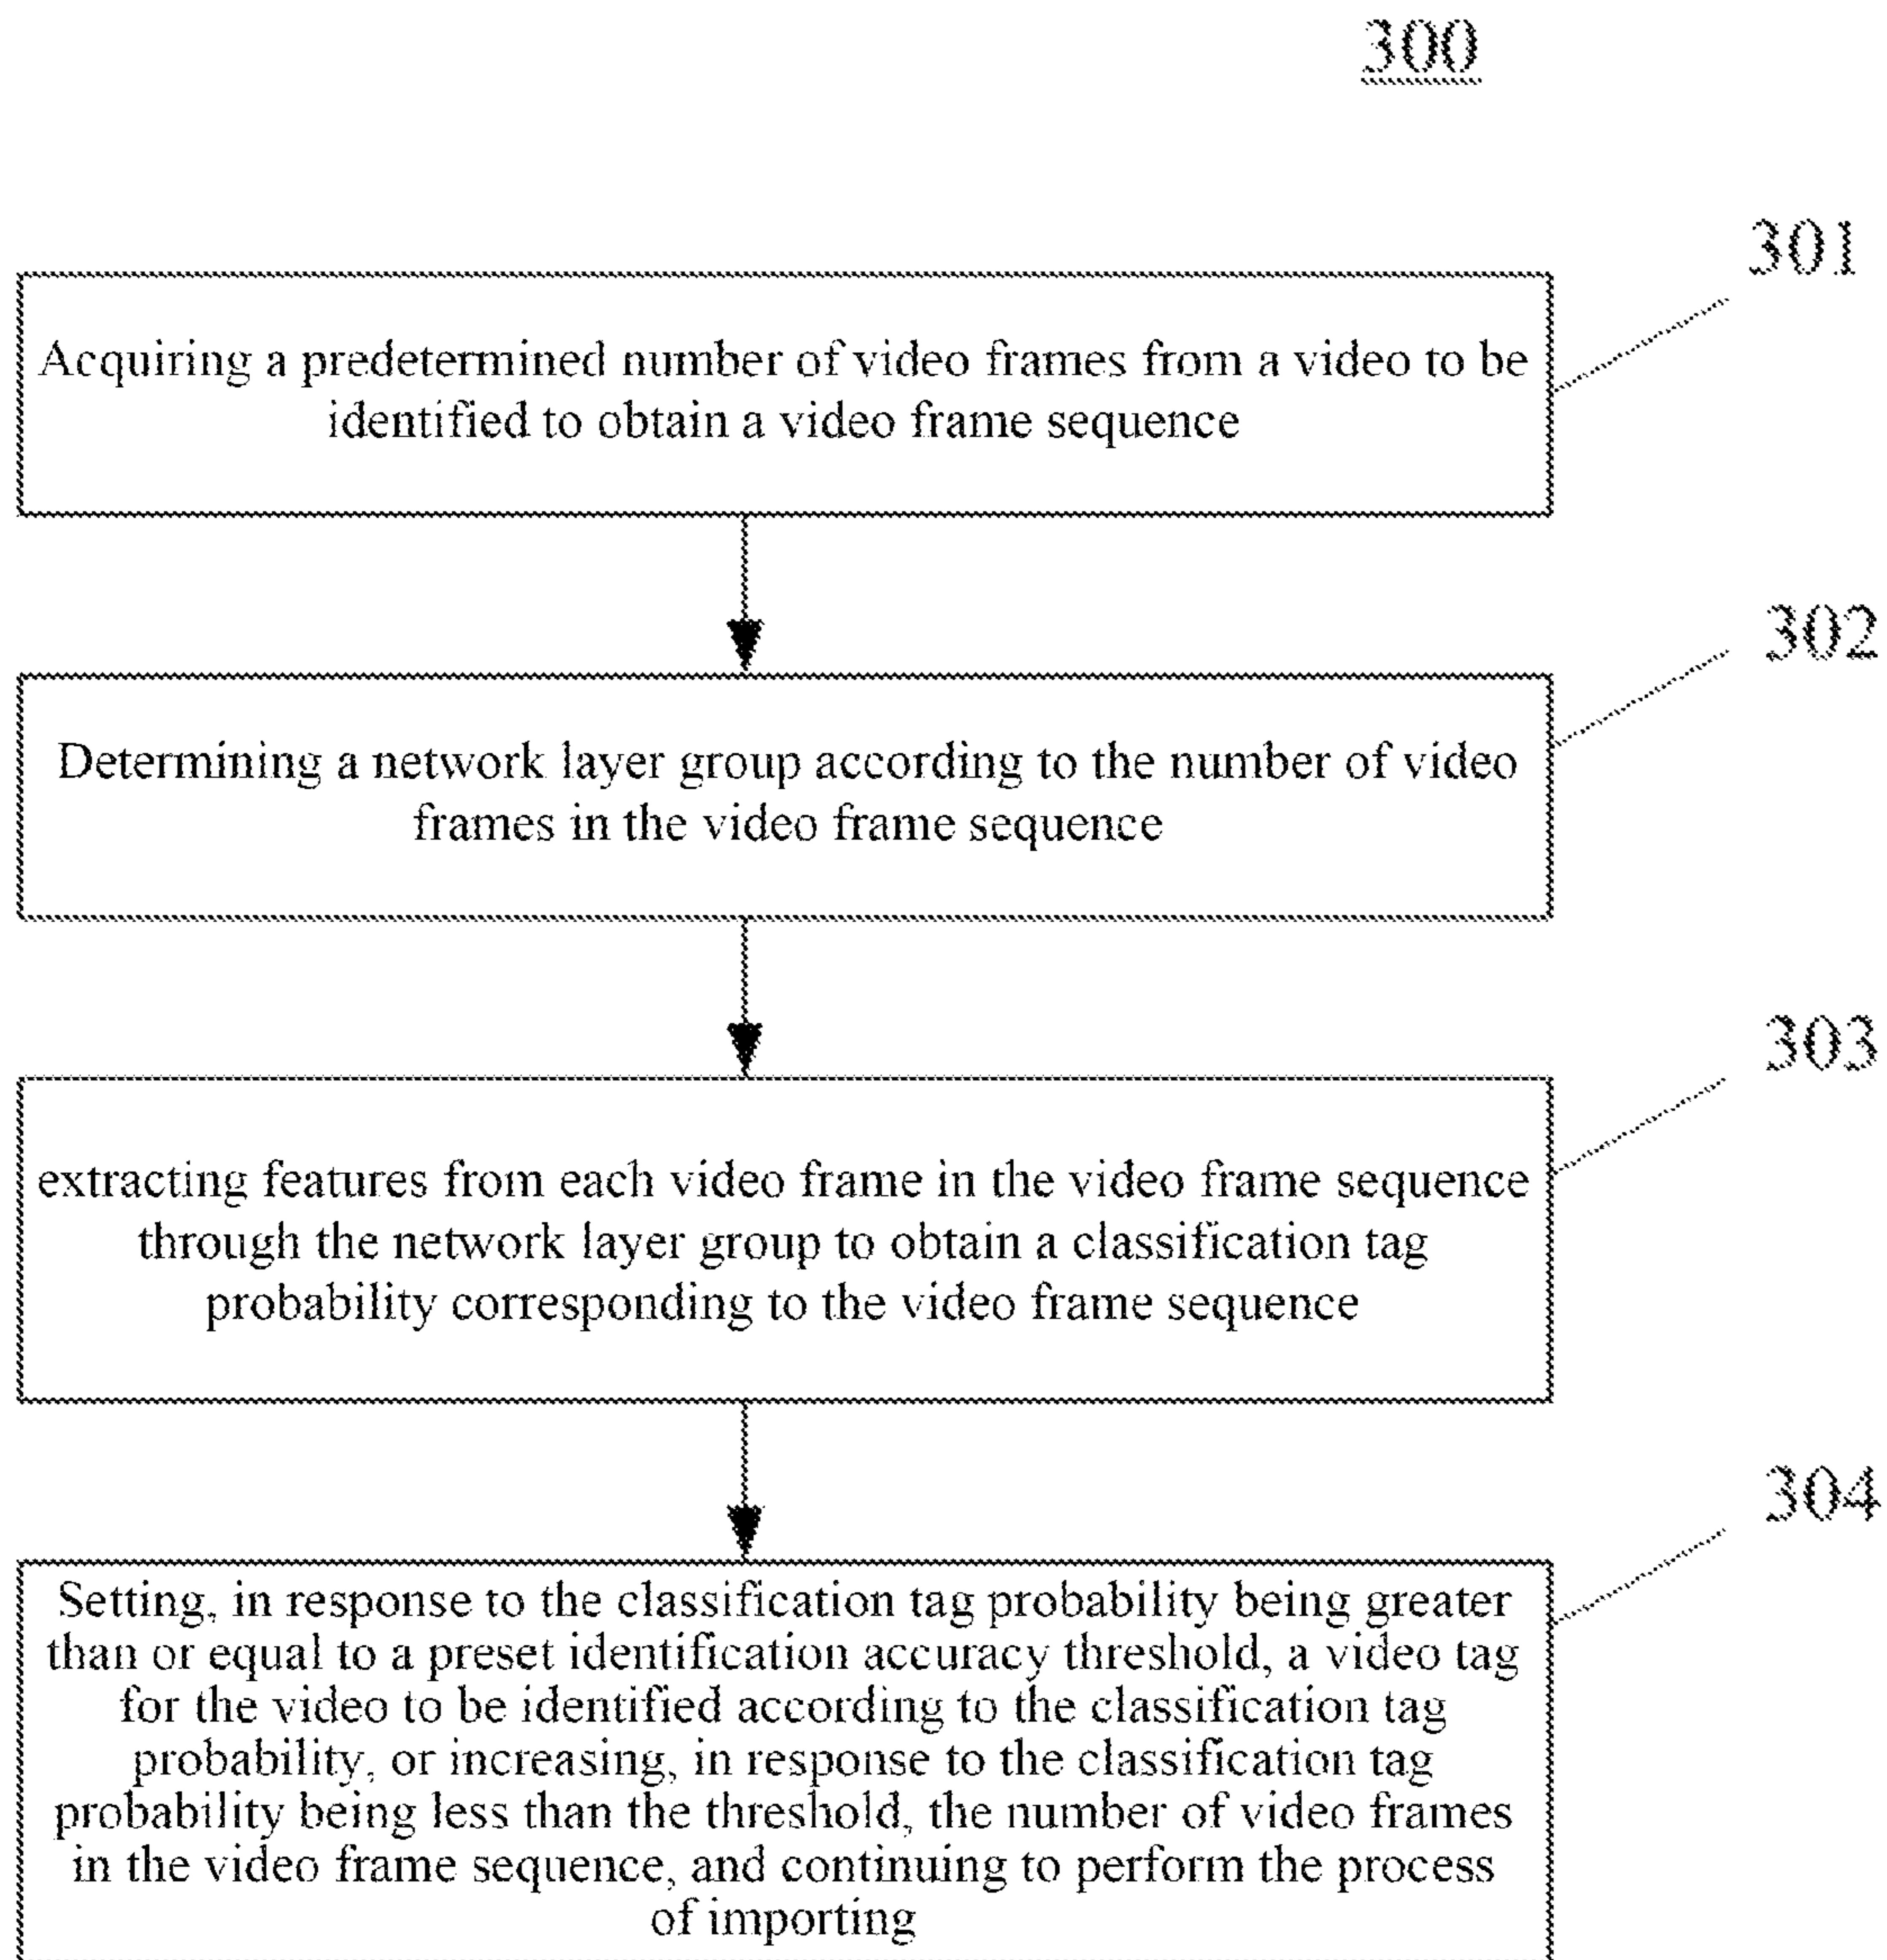 300
301
Acquiring a predetermined number of video frames from a video to be
identified to obtain a video frame sequence
302
Determining a network layer group according to the number of video
frames in the video frame sequence
303
extracting features from each video frame in the video frame sequence
through the network layer group to obtain a classification tag
probability corresponding to the video frame sequence
304
Setting, in response to the classification tag probability being greater
than or equal to a preset identification accuracy threshold, a video tag
for the video to be identified according to the classification tag
probability, or increasing, in response to the classification tag
probability being less than the threshold, the number of video frames
in the video frame sequence, and continuing to perform the process
of importing